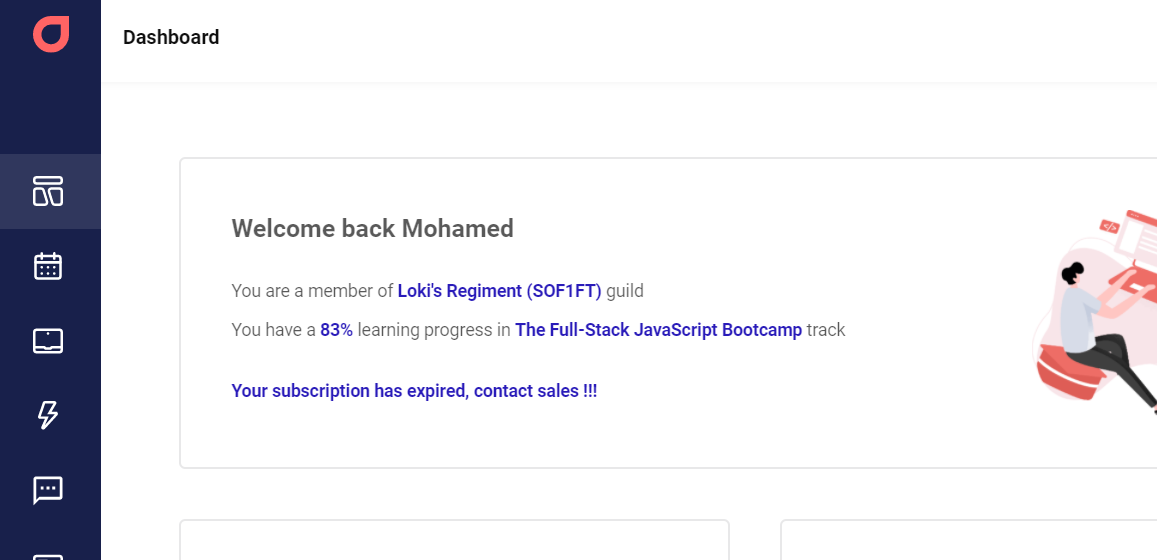 Dashboard
Welcome back Mohamed
You are a member of Loki's Regiment (SOF1FT) guild
You have a 83% learning progress in The Full-Stack JavaScript Bootcamp track
Your subscription has expired, contact sales !!!